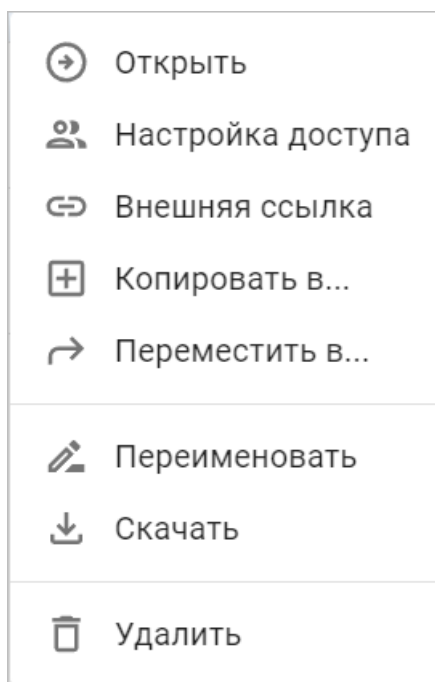 Открыть
Настройка доступа
Внешняя ссылка
Копировать в...
Переместить в...
Переименовать
Скачать
Удалить